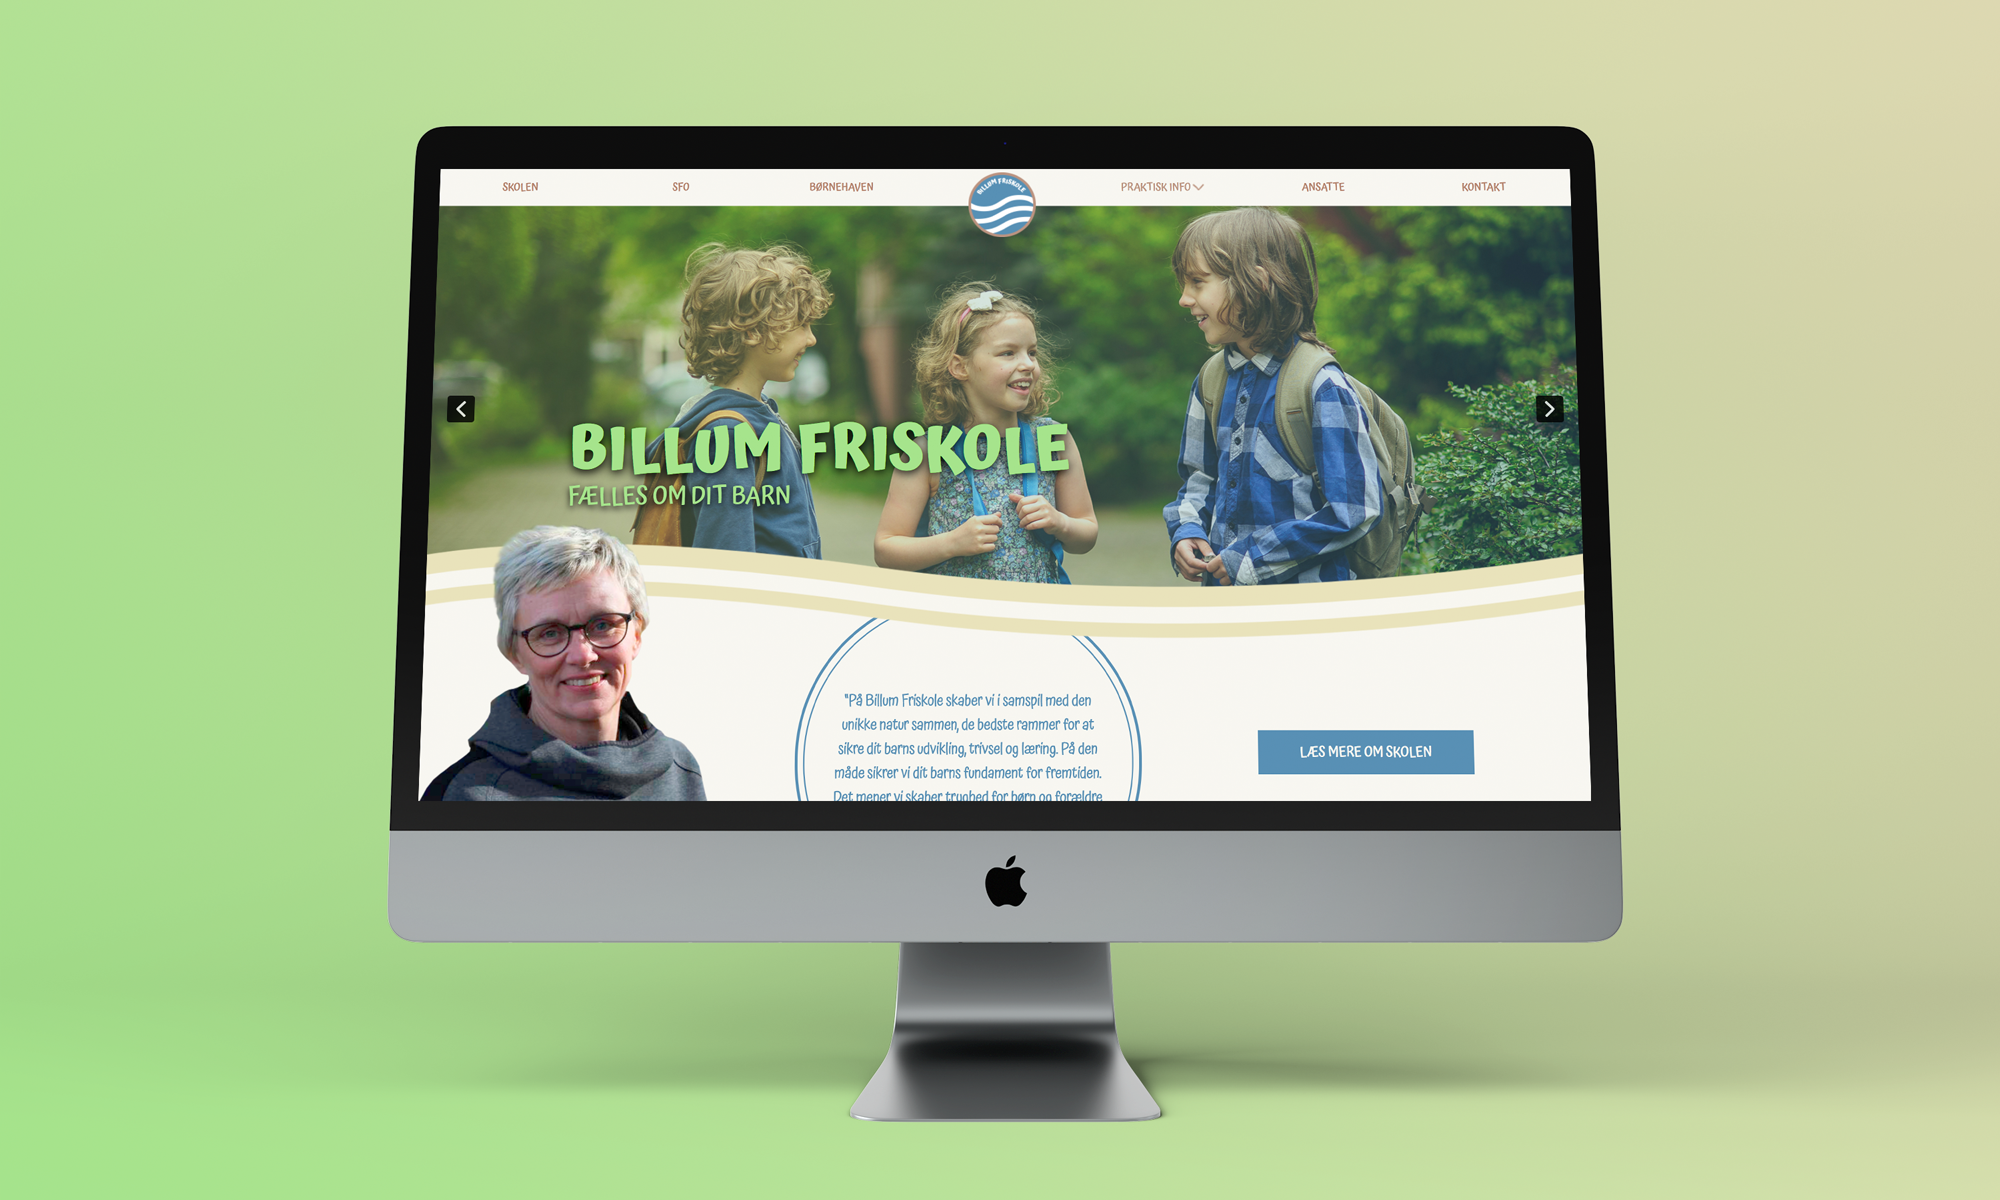 SKOLEN
SFO
BØRNEHAVEN
BILLUM FRISKOLE
PRAKTISK INFO
ANSATTE
KONTAKT
BILLUM FRISKOLE
FÆLLES OM DIT BARN
"På Billum Friskole skaber vi i samspil med den
unikke natur sammen, de bedste rammer for at
sikre dit barns udvikling, trivsel og læring. På den
måde sikrer vi dit barns fundament for fremtiden.
Det mener vi skaber tryghed for børn og forældre
LÆS MERE OM SKOLEN